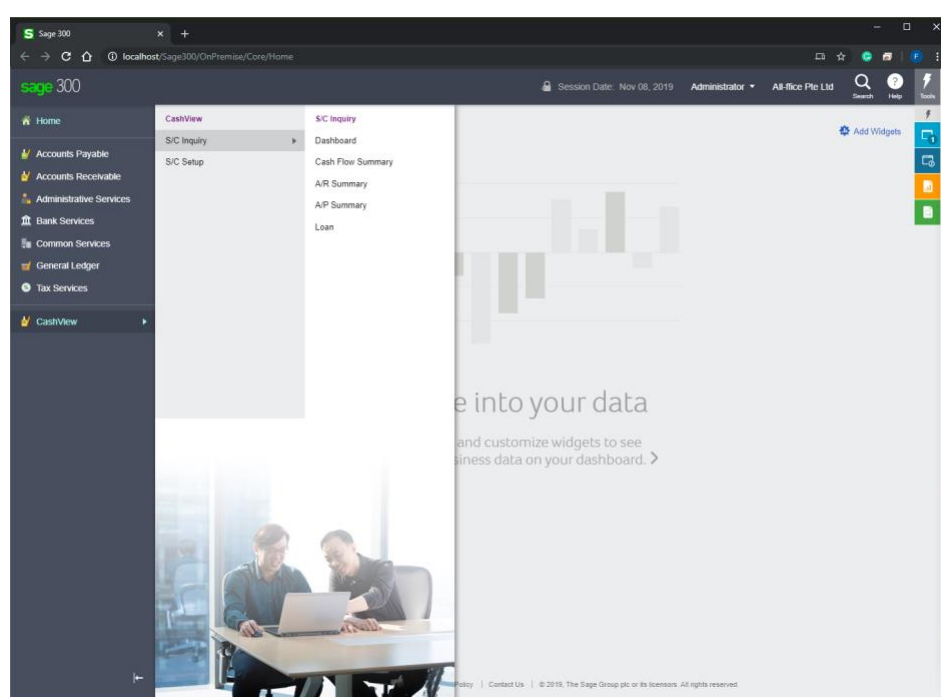 Sage 300
localhost/Sage300/OnPremise/Core/Home
F
sage 300
Session Date: Nov 08, 2019
Administrator
All-ffice Pte Ltd
Search
Help
Tools
Home
Accounts Payable
Accounts Receivable
Administrative Services
Bank Services
Common Services
General Ledger
Tax Services
CashView
CashView
S/C Inquiry
S/C Setup
S/C Inquiry
Dashboard
Cash Flow Summary
A/R Summary
A/P Summary
Loan
Add Widgets
1
e into your data
and customize widgets to see
siness data on your dashboard. >
Policy | Contact Us | © 2019, The Sage Group plc or its licensors. All rights reserved.